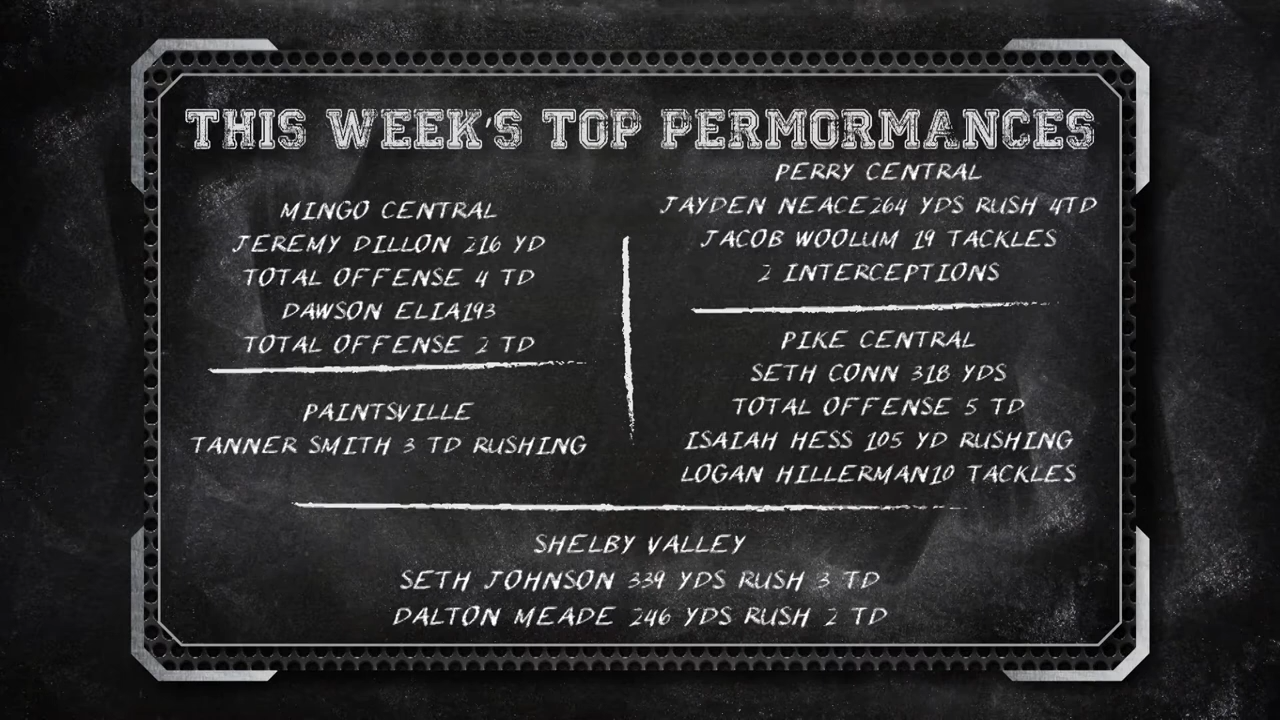 THIS WEEK'S TOP PERMORMANCES
MINGO CENTRAL
JEREMY DILLON 216 YD
TOTAL OFFENSE 4 TD
DAWSON ELIA193
TOTAL OFFENSE 2 TD
PAINTSVILLE
TANNER SMITH 3 TD RUSHING
PERRY CENTRAL
JAYDEN NEACE264 YDS RUSH 4TD
JACOB WOOLUM 19 TACKLES
2 INTERCEPTIONS
PIKE CENTRAL
SETH CONN 318 YDS
TOTAL OFFENSE 5 TD
ISAIAH HESS 105 YD RUSHING
LOGAN HILLERMAN10 TACKLES
SHELBY VALLEY
SETH JOHNSON 339 YDS RUSH 3 TD
DALTON MEADE 246 YDS RUSH 2 TD